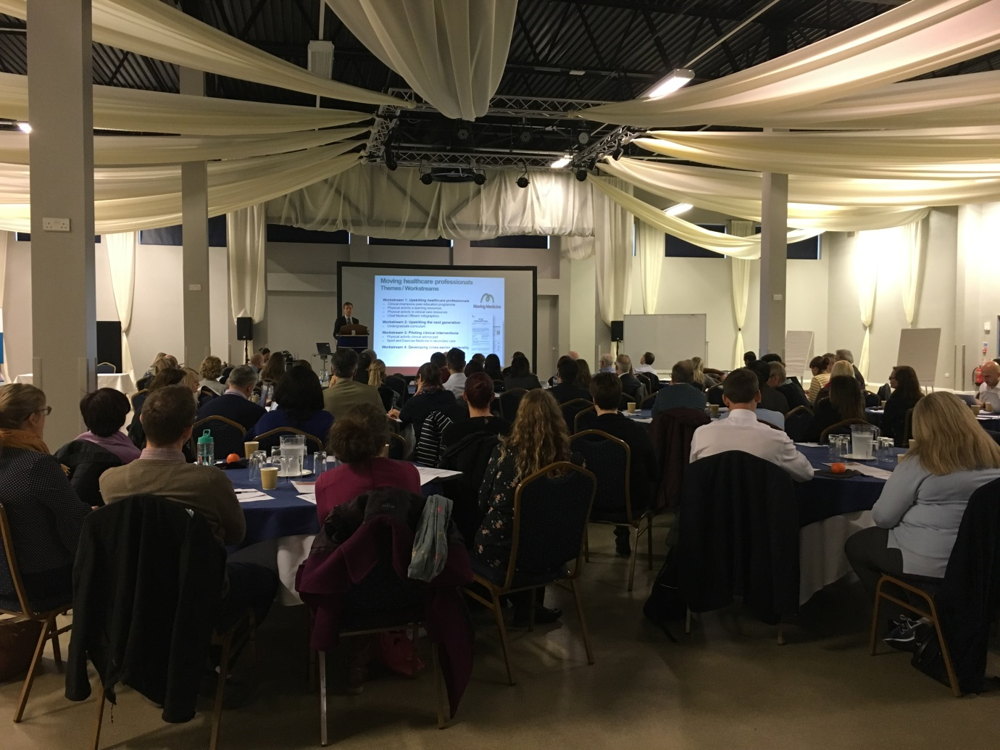 Moving healthcare professionals
Themes / Workstreams
Workstream 1: Upskilling healthcare professionals
Clinical champions peer education programme
Physical activity e-learning resources
Physical activity in clinical care resources
Chief Medical Officers' infographics
Workstream 2: Upskilling the next generation
Undergraduate curriculum
Workstream 3: Piloting clinical interventions
Physical activity clinical advice pad
Sport and Exercise Medicine in secondary care
Workstream 4: Developing cross-sector leadership
Moving Medicine